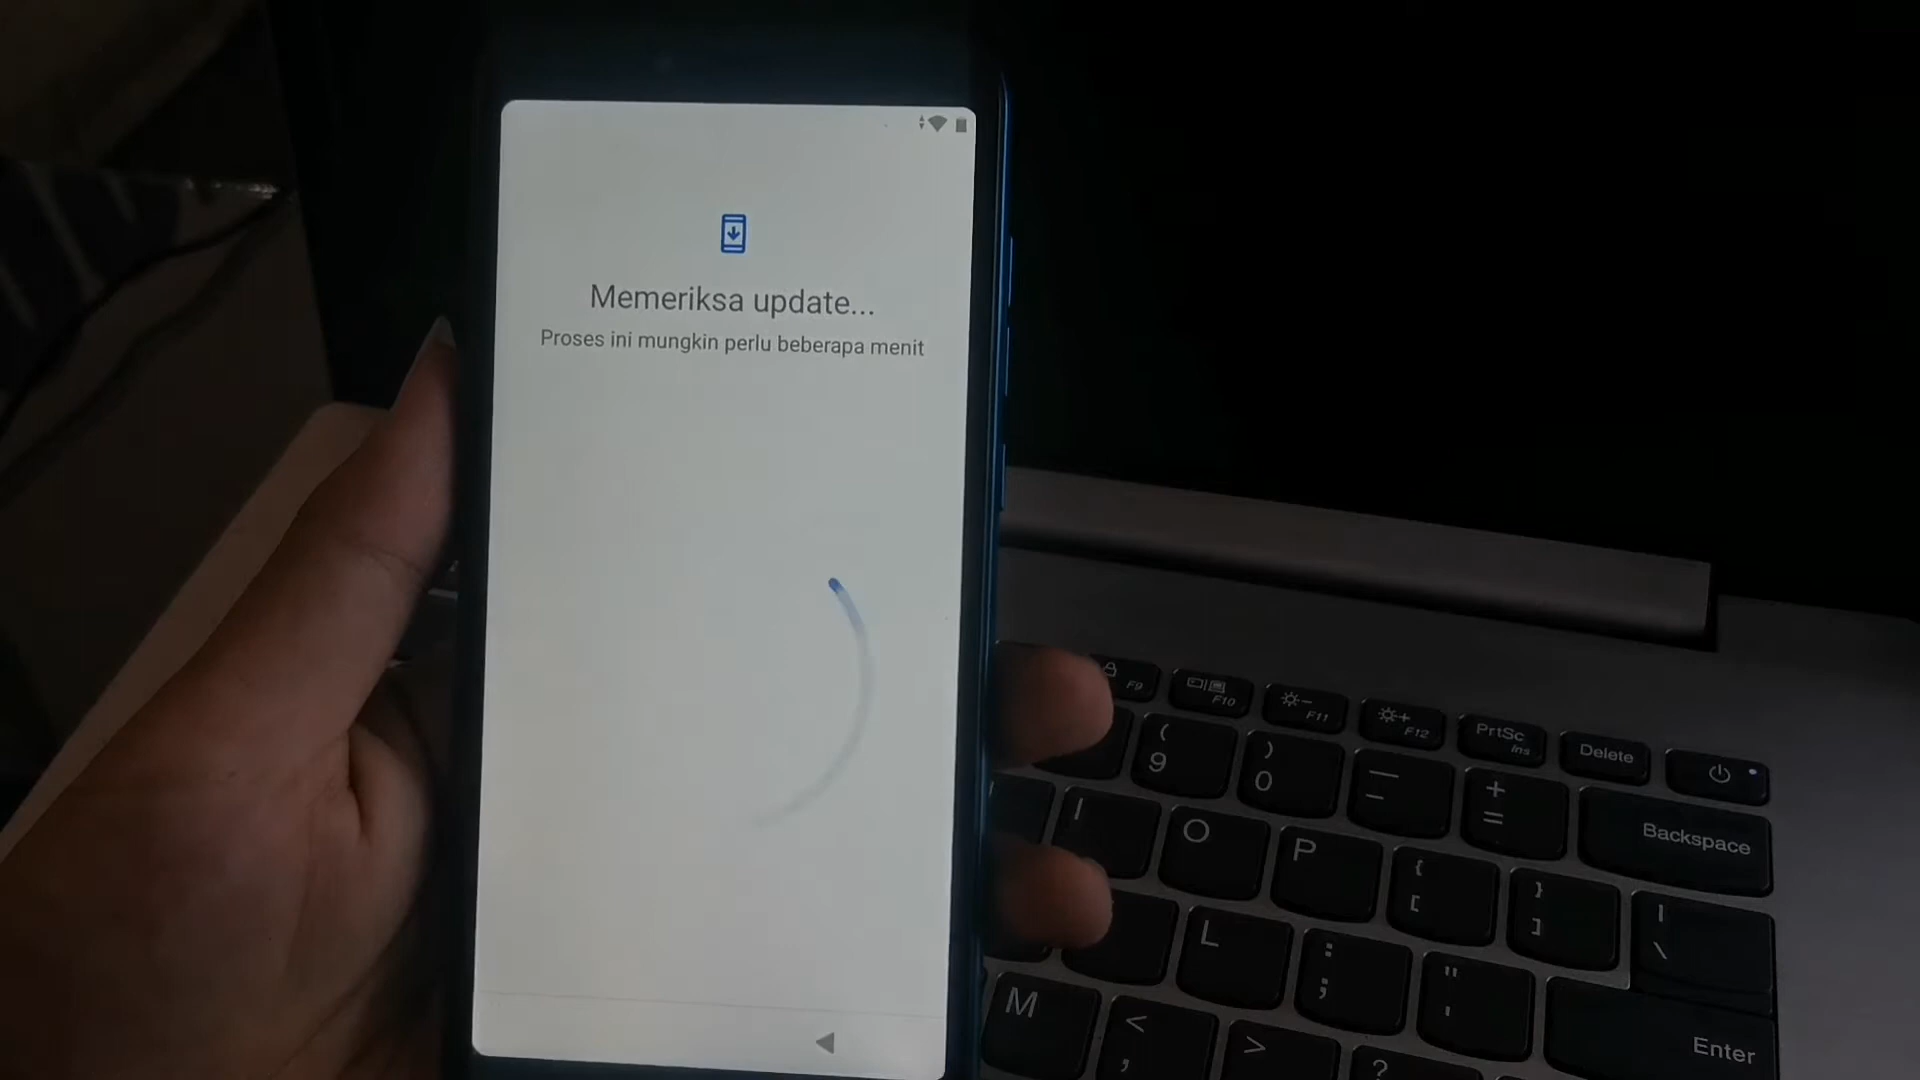 Memeriksa update...
Proses ini mungkin perlu beberapa menit
F9
F10
F11
F12
PrtSc
Ins
Delete
(
9
)
0
—
-
+
=
Backspace
I
O
P
{
[
}
]
|
\
L
:
;
"
'
Enter
M
<
,
>
?